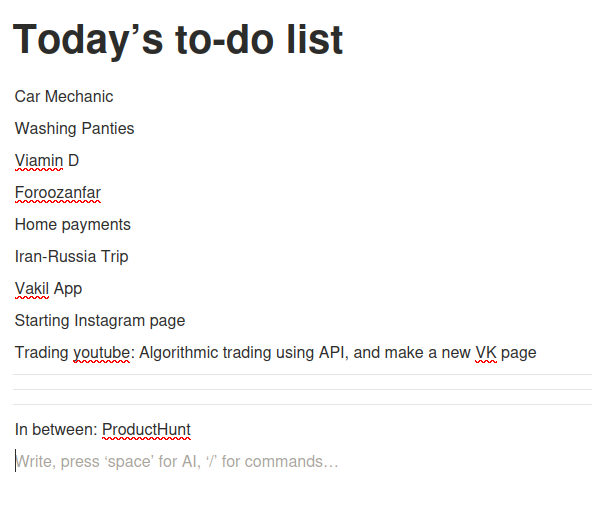 Today’s to-do list
Car Mechanic
Washing Panties
Viamin D
Foroozanfar
Home payments
Iran-Russia Trip
Vakil App
Starting Instagram page
Trading youtube: Algorithmic trading using API, and make a new VK page
In between: ProductHunt
Write, press ‘space’ for AI, ‘/’ for commands…